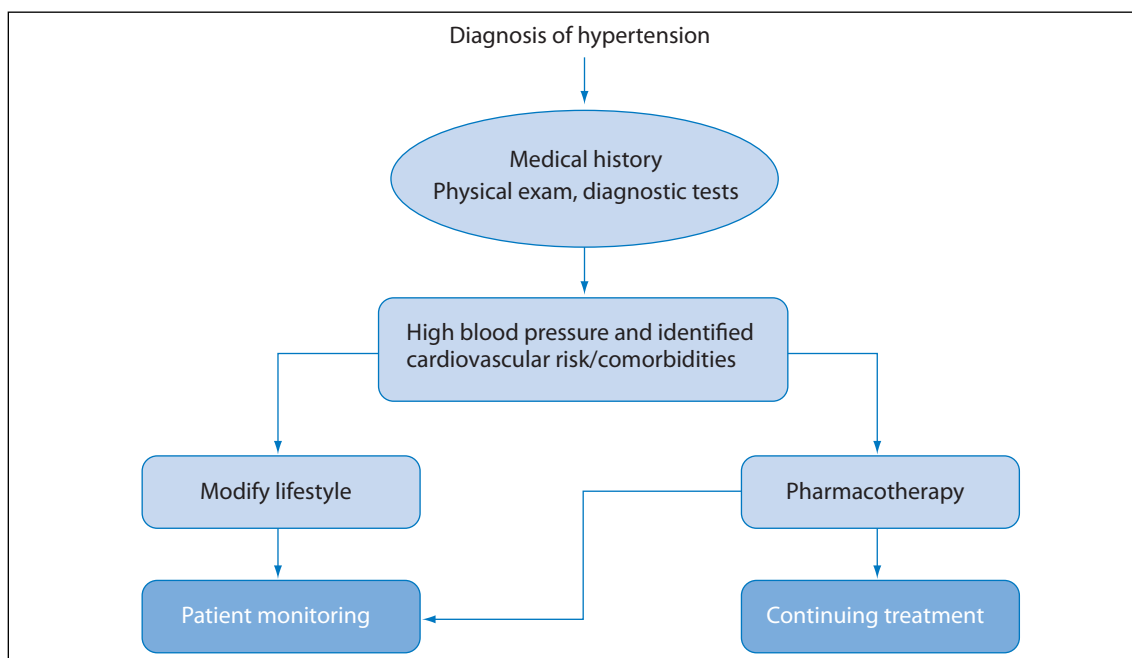 Diagnosis of hypertension
Medical history
Physical exam, diagnostic tests
High blood pressure and identified
cardiovascular risk/comorbidities
Modify lifestyle
Pharmacotherapy
Patient monitoring
Continuing treatment